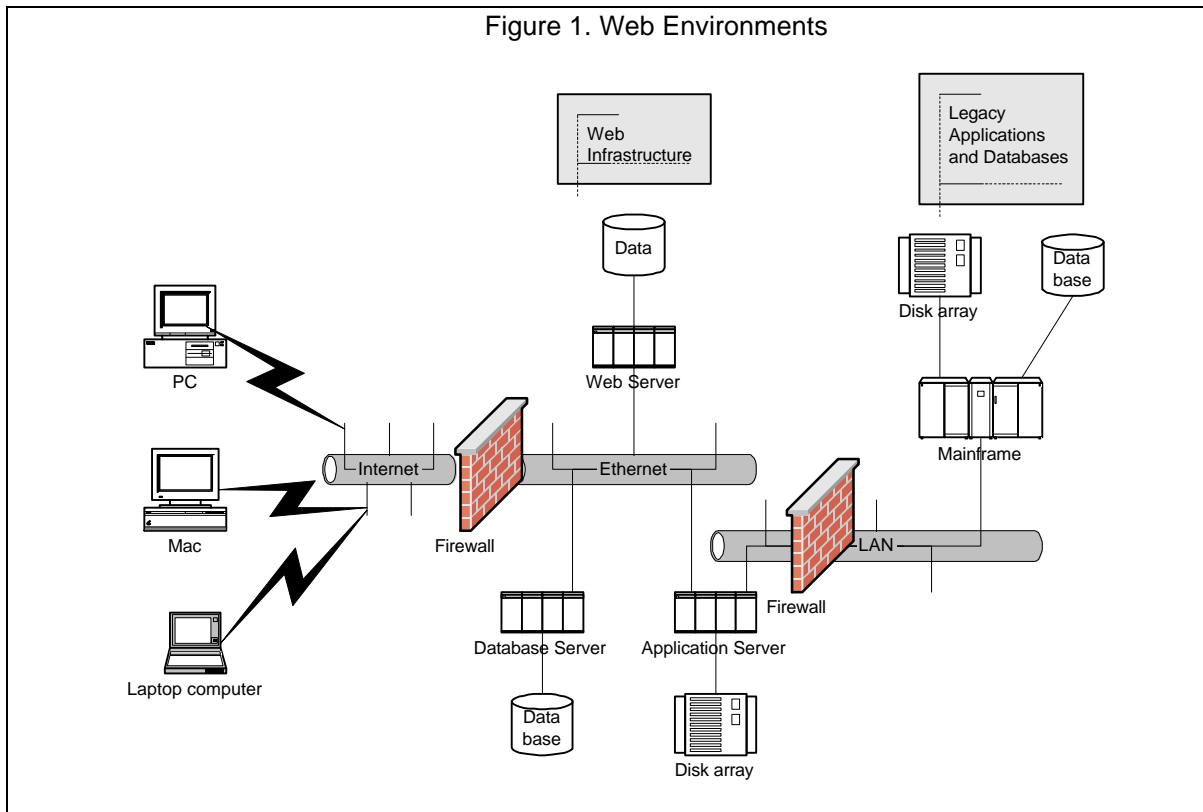 Figure 1. Web Environments
Web
Infrastructure
Legacy
Applications
and Databases
Data
Data
base
Disk array
PC
Web Server
Mainframe
Internet
Ethernet
Mac
Firewall
LAN
Firewall
Database Server
Application Server
Laptop computer
Data
base
Disk array